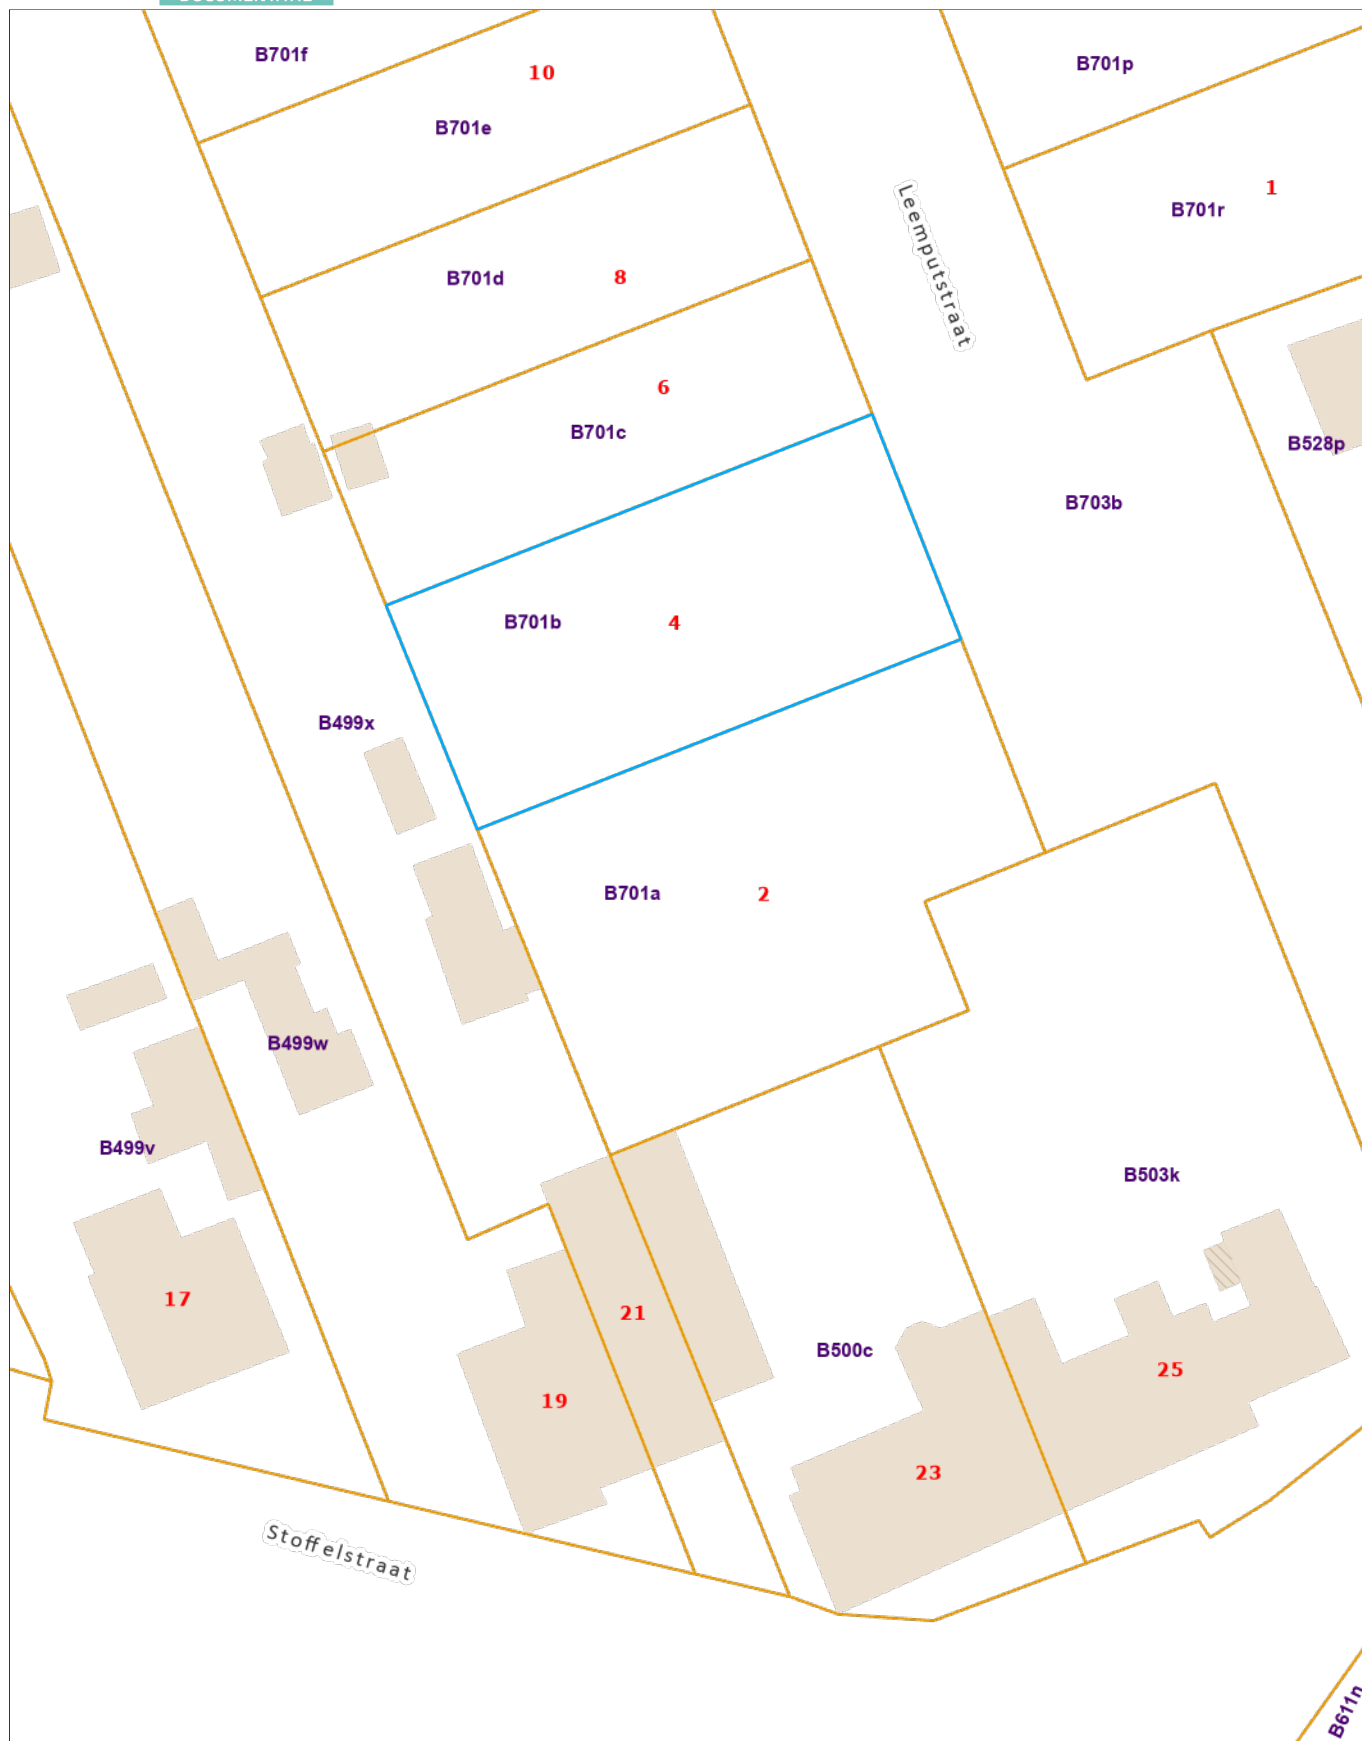 B701f
10
B701p
B701e
1
B701r
Leemputstraat
B701d
8
6
B701c
B528p
B703b
B701b
4
B499x
B701a
2
B499w
B499v
B503k
17
21
B500c
25
19
23
Stoffelstraat
B611n